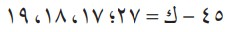 ٤٥ − ك = ٢٧؛ ١٧، ١٨، ١٩